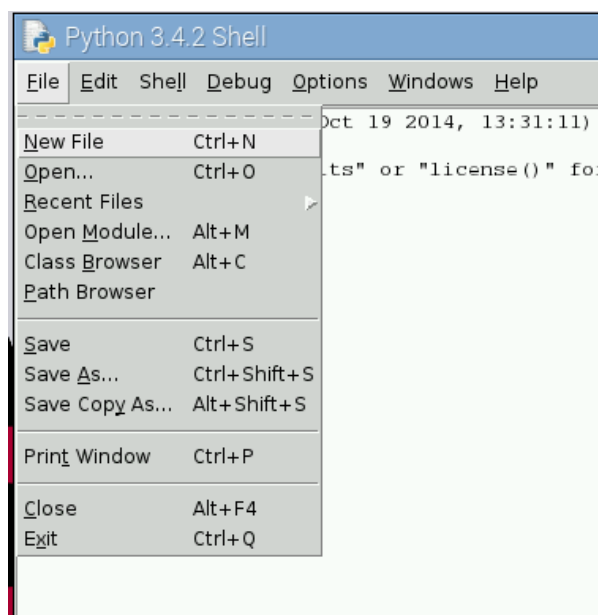 Python 3.4.2 Shell
File Edit Shell Debug Options Windows Help
Oct 19 2014, 13:31:11)
New File Ctrl+N
Open... Ctrl+O
"or "license()" fo
Recent Files
Open Module... Alt+M
Class Browser Alt+C
Path Browser
Save Ctrl+S
Save As... Ctrl+Shift+S
Save Copy As... Alt+Shift+S
Print Window Ctrl+P
Close Alt+F4
Exit Ctrl+Q